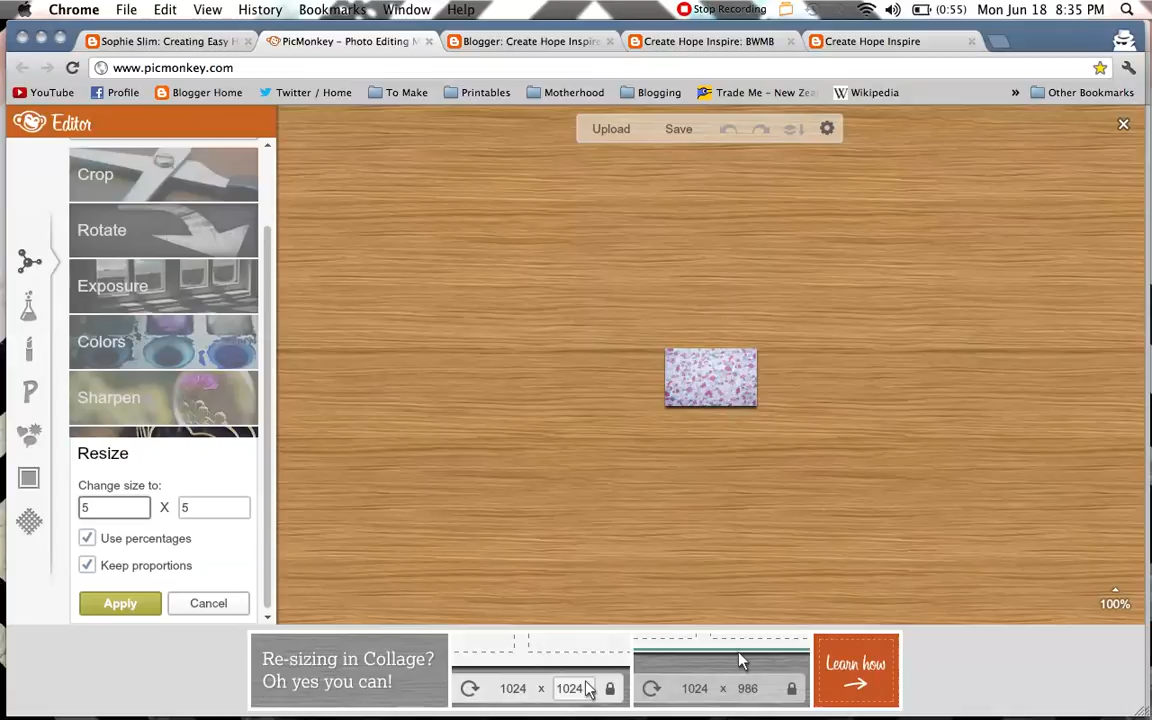 Chrome File Edit View History Bookmarks Window Help Stop Recording (0:55) Mon Jun 18 8:35 PM
Sophie Slim: Creating Easy H PicMonkey – Photo Editing M Blogger: Create Hope Inspire Create Hope Inspire: BWMB Create Hope Inspire
www.picmonkey.com
YouTube Profile Blogger Home Twitter / Home To Make Printables Motherhood Blogging Trade Me – New Zea Wikipedia » Other Bookmarks
Editor
Upload Save
Crop
Rotate
Exposure
Colors
Sharpen
Resize
Change size to:
5 X 5
Use percentages
Keep proportions
Apply Cancel
100%
Re-sizing in Collage?
Oh yes you can!
1024 x 1024
1024 x 986
Learn how